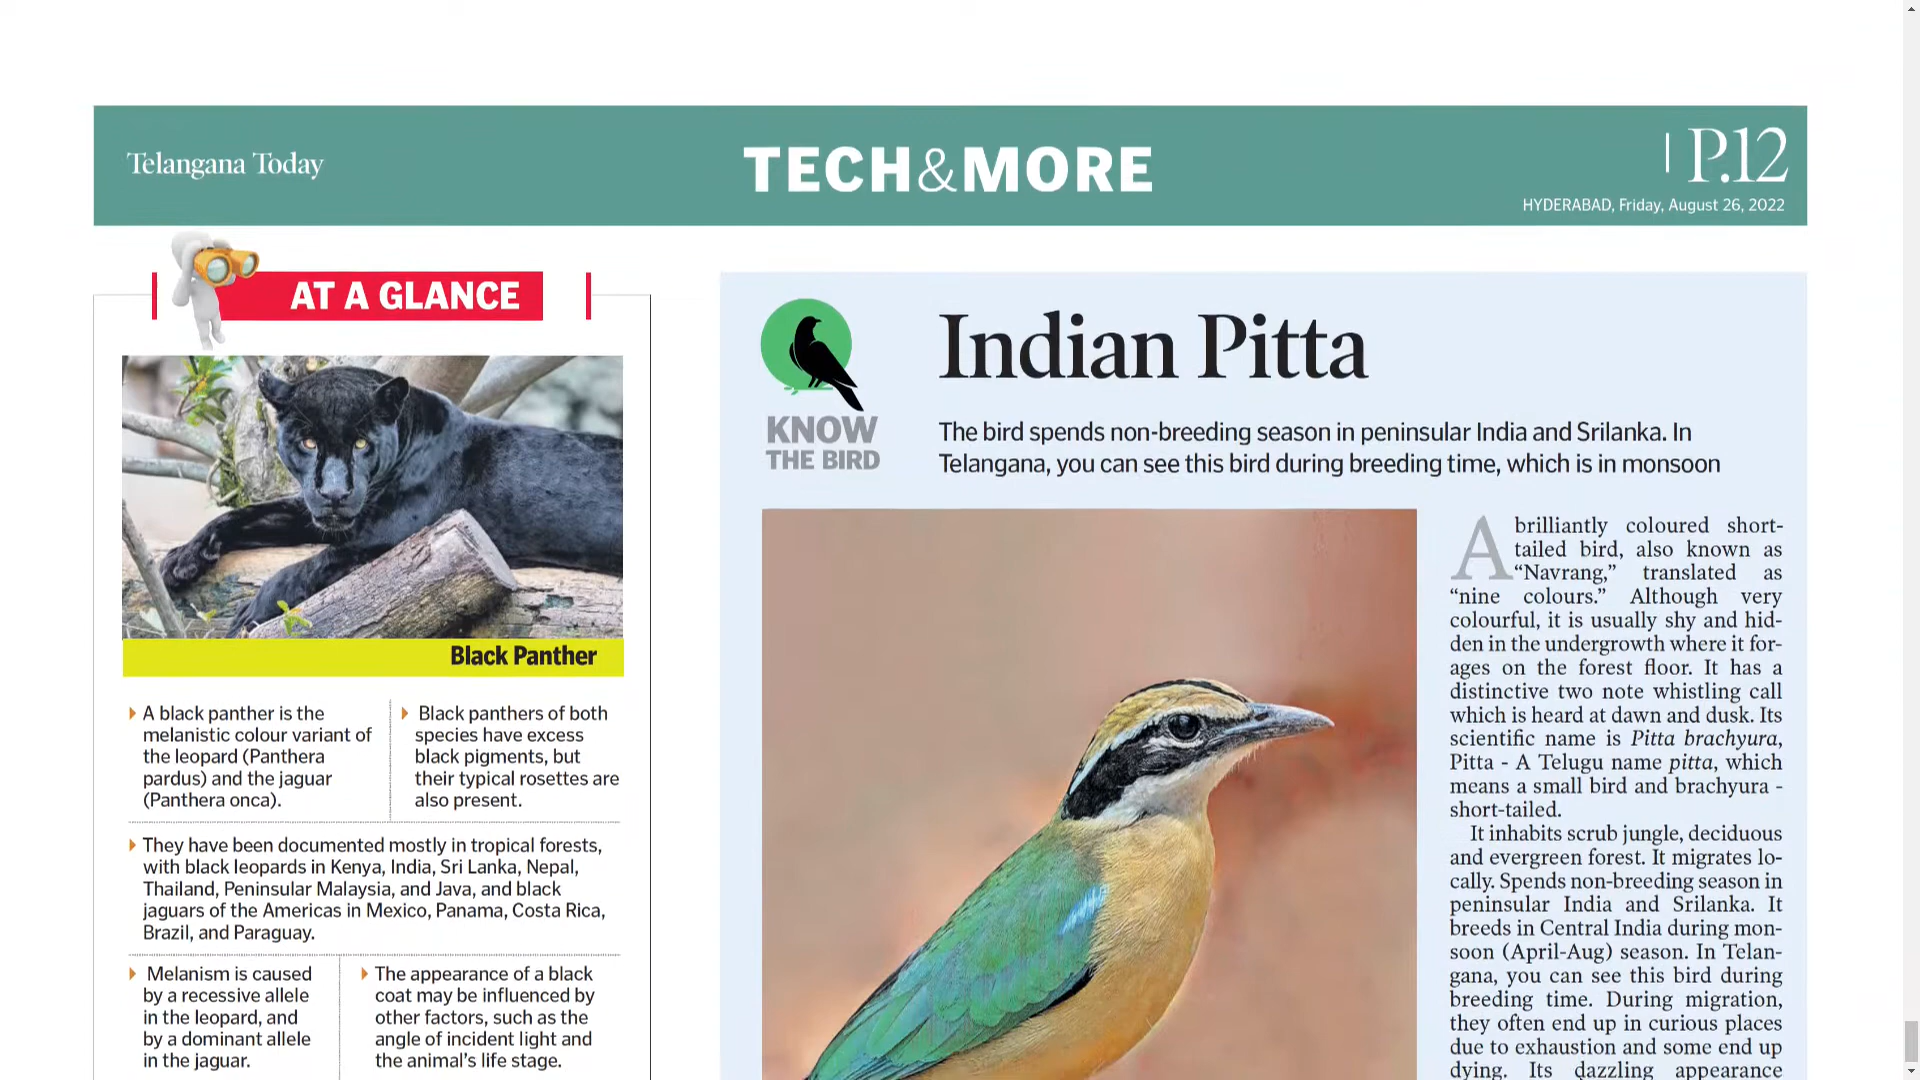 Telangana Today
TECH&MORE
P.12
HYDERABAD, Friday, August 26, 2022
AT A GLANCE
Black Panther
A black panther is the
melanistic colour variant of
the leopard (Panthera
pardus) and the jaguar
(Panthera onca).
Black panthers of both
species have excess
black pigments, but
their typical rosettes are
also present.
They have been documented mostly in tropical forests,
with black leopards in Kenya, India, Sri Lanka, Nepal,
Thailand, Peninsular Malaysia, and Java, and black
jaguars of the Americas in Mexico, Panama, Costa Rica,
Brazil, and Paraguay.
Melanism is caused
by a recessive allele
in the leopard, and
by a dominant allele
in the jaguar.
The appearance of a black
coat may be influenced by
other factors, such as the
angle of incident light and
the animal's life stage.
KNOW
THE BIRD
Indian Pitta
The bird spends non-breeding season in peninsular India and Srilanka. In
Telangana, you can see this bird during breeding time, which is in monsoon
A brilliantly coloured short-
tailed bird, also known as
“Navrang,” translated as
“nine colours.” Although very
colourful, it is usually shy and hid-
den in the undergrowth where it for-
ages on the forest floor. It has a
distinctive two note whistling call
which is heard at dawn and dusk. Its
scientific name is Pitta brachyura,
Pitta - A Telugu name pitta, which
means a small bird and brachyura -
short-tailed.
It inhabits scrub jungle, deciduous
and evergreen forest. It migrates lo-
cally. Spends non-breeding season in
peninsular India and Srilanka. It
breeds in Central India during mon-
soon (April-Aug) season. In Telan-
gana, you can see this bird during
breeding time. During migration,
they often end up in curious places
due to exhaustion and some end up
dying. Its dazzling appearance